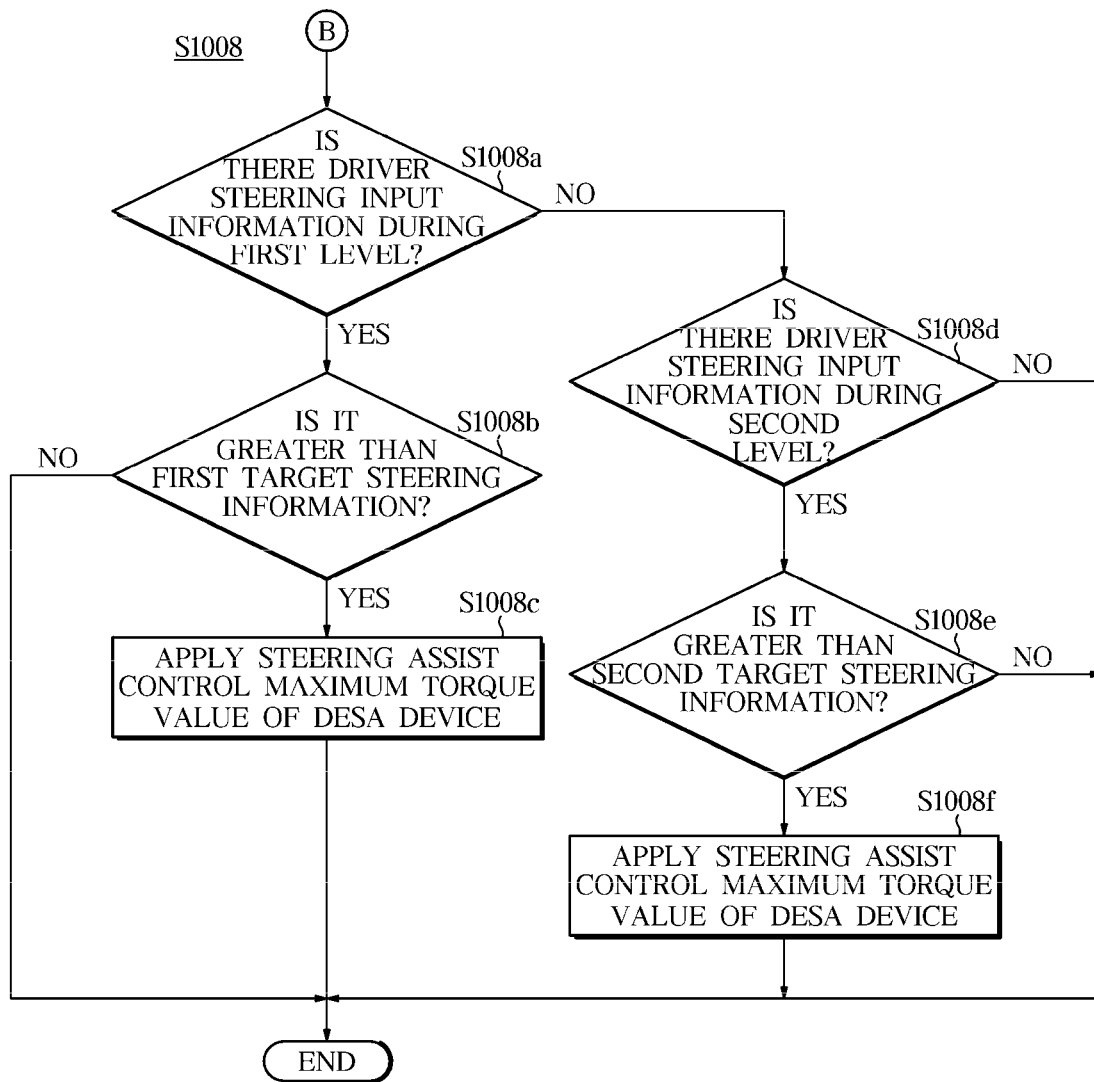 B
S1008
IS
THERE DRIVER
STEERING INPUT
INFORMATION DURING
FIRST LEVEL?
S1008a
NO
YES
IS
THERE DRIVER
STEERING INPUT
INFORMATION DURING
SECOND
LEVEL?
S1008d
NO
YES
IS IT
GREATER THAN
FIRST TARGET STEERING
INFORMATION?
S1008b
NO
YES
S1008c
APPLY STEERING ASSIST
CONTROL MAXIMUM TORQUE
VALUE OF DESA DEVICE
IS IT
GREATER THAN
SECOND TARGET STEERING
INFORMATION?
S1008e
NO
YES
S1008f
APPLY STEERING ASSIST
CONTROL MAXIMUM TORQUE
VALUE OF DESA DEVICE
END